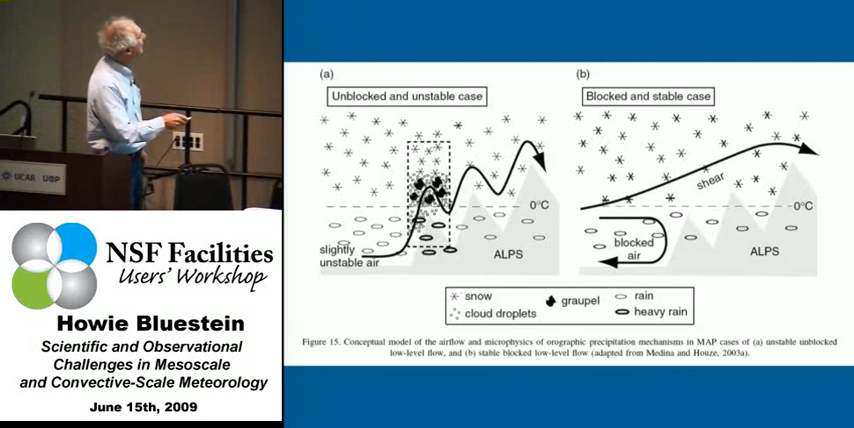 UCAR UOP
NSF Facilities
Users' Workshop
Howie Bluestein
Scientific and Observational
Challenges in Mesoscale
and Convective-Scale Meteorology
June 15th, 2009
(a)
Unblocked and unstable case
0°C
slightly
unstable air
ALPS
(b)
Blocked and stable case
shear
0°C
blocked
air
ALPS
snow
graupel
rain
cloud droplets
heavy rain
Figure 15. Conceptual model of the airflow and microphysics of orographic precipitation mechanisms in MAP cases of (a) unstable unblocked
low-level flow, and (b) stable blocked low-level flow (adapted from Medina and Houze, 2003a).